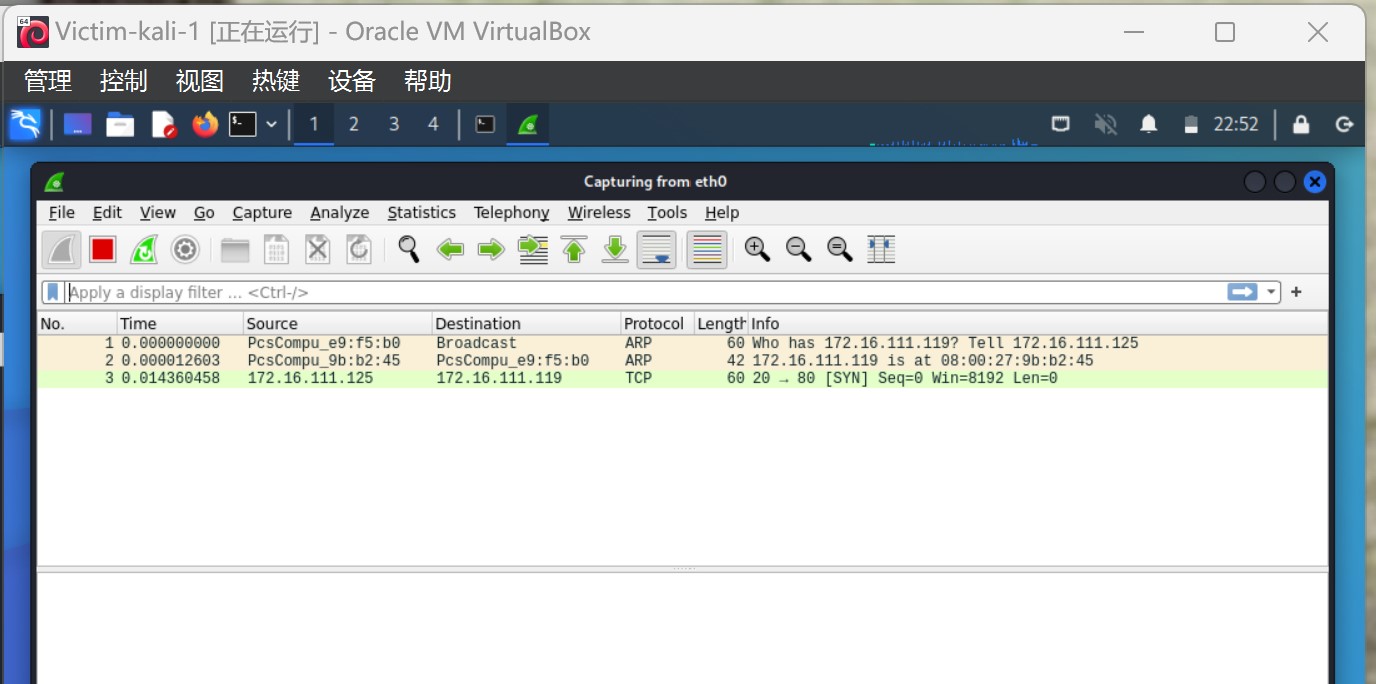 64
Victim-kali-1 [正在运行] - Oracle VM VirtualBox
管理 控制 视图 热键 设备 帮助
1 2 3 4 22:52
Capturing from eth0
File Edit View Go Capture Analyze Statistics Telephony Wireless Tools Help
Apply a display filter ... <Ctrl-/>
No. Time Source Destination Protocol Length Info
1 0.000000000 PcsCompu_e9:f5:b0 Broadcast ARP 60 Who has 172.16.111.119? Tell 172.16.111.125
2 0.000012603 PcsCompu_9b:b2:45 PcsCompu_e9:f5:b0 ARP 42 172.16.111.119 is at 08:00:27:9b:b2:45
3 0.014360458 172.16.111.125 172.16.111.119 TCP 60 20 → 80 [SYN] Seq=0 Win=8192 Len=0